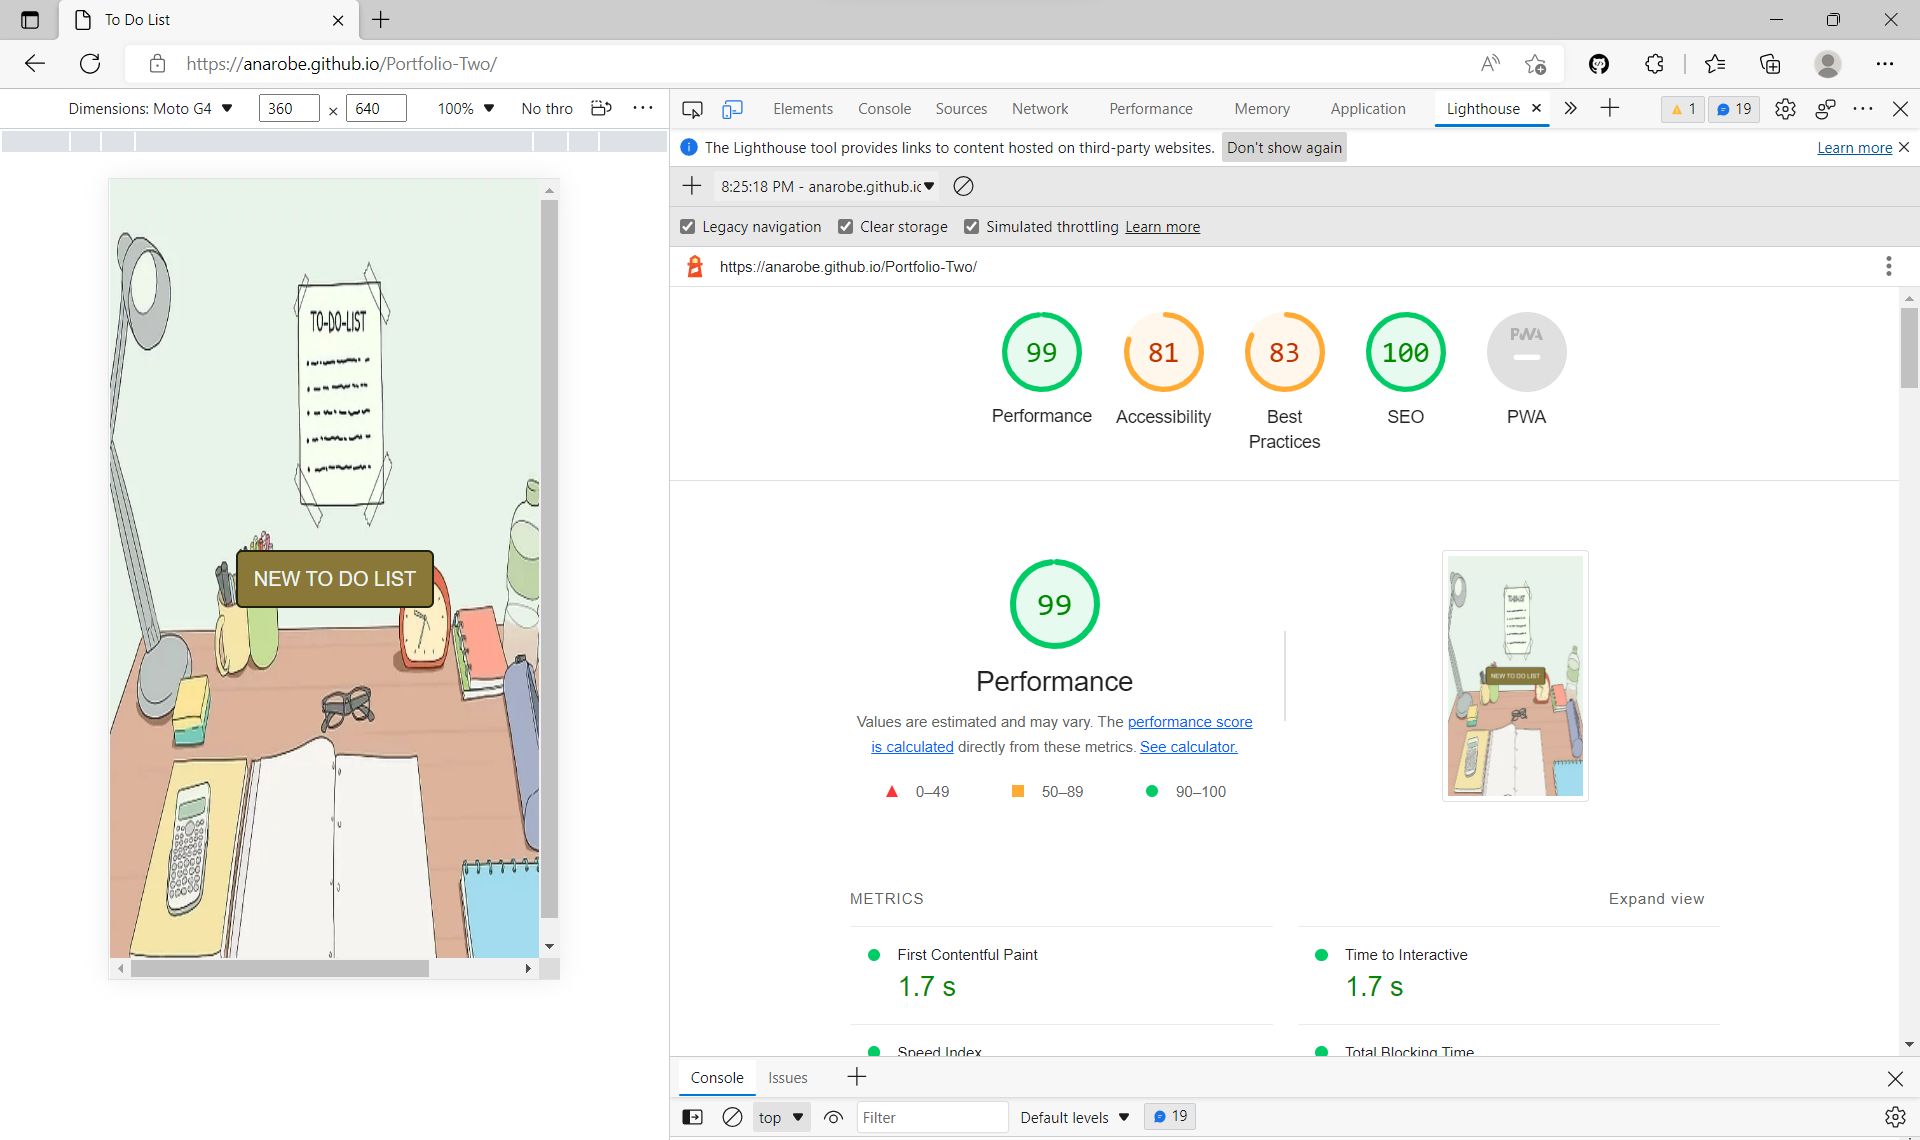 To Do List
https://anarobe.github.io/Portfolio-Two/
Dimensions: Moto G4 360 × 640 100% No thro
Elements Console Sources Network Performance Memory Application Lighthouse 1 19
The Lighthouse tool provides links to content hosted on third-party websites. Don't show again Learn more
8:25:18 PM - anarobe.github.ic
Legacy navigation Clear storage Simulated throttling Learn more
https://anarobe.github.io/Portfolio-Two/
TO-DO-LIST
NEW TO DO LIST
99 81 83 100 PWA
Performance Accessibility Best Practices SEO PWA
99
Performance
Values are estimated and may vary. The performance score
is calculated directly from these metrics. See calculator.
0–49 50–89 90–100
TO-DO-LIST
NEW TO DO LIST
METRICS Expand view
First Contentful Paint Time to Interactive
1.7 s 1.7 s
Speed Index Total Blocking Time
Console Issues
top Filter Default levels 19